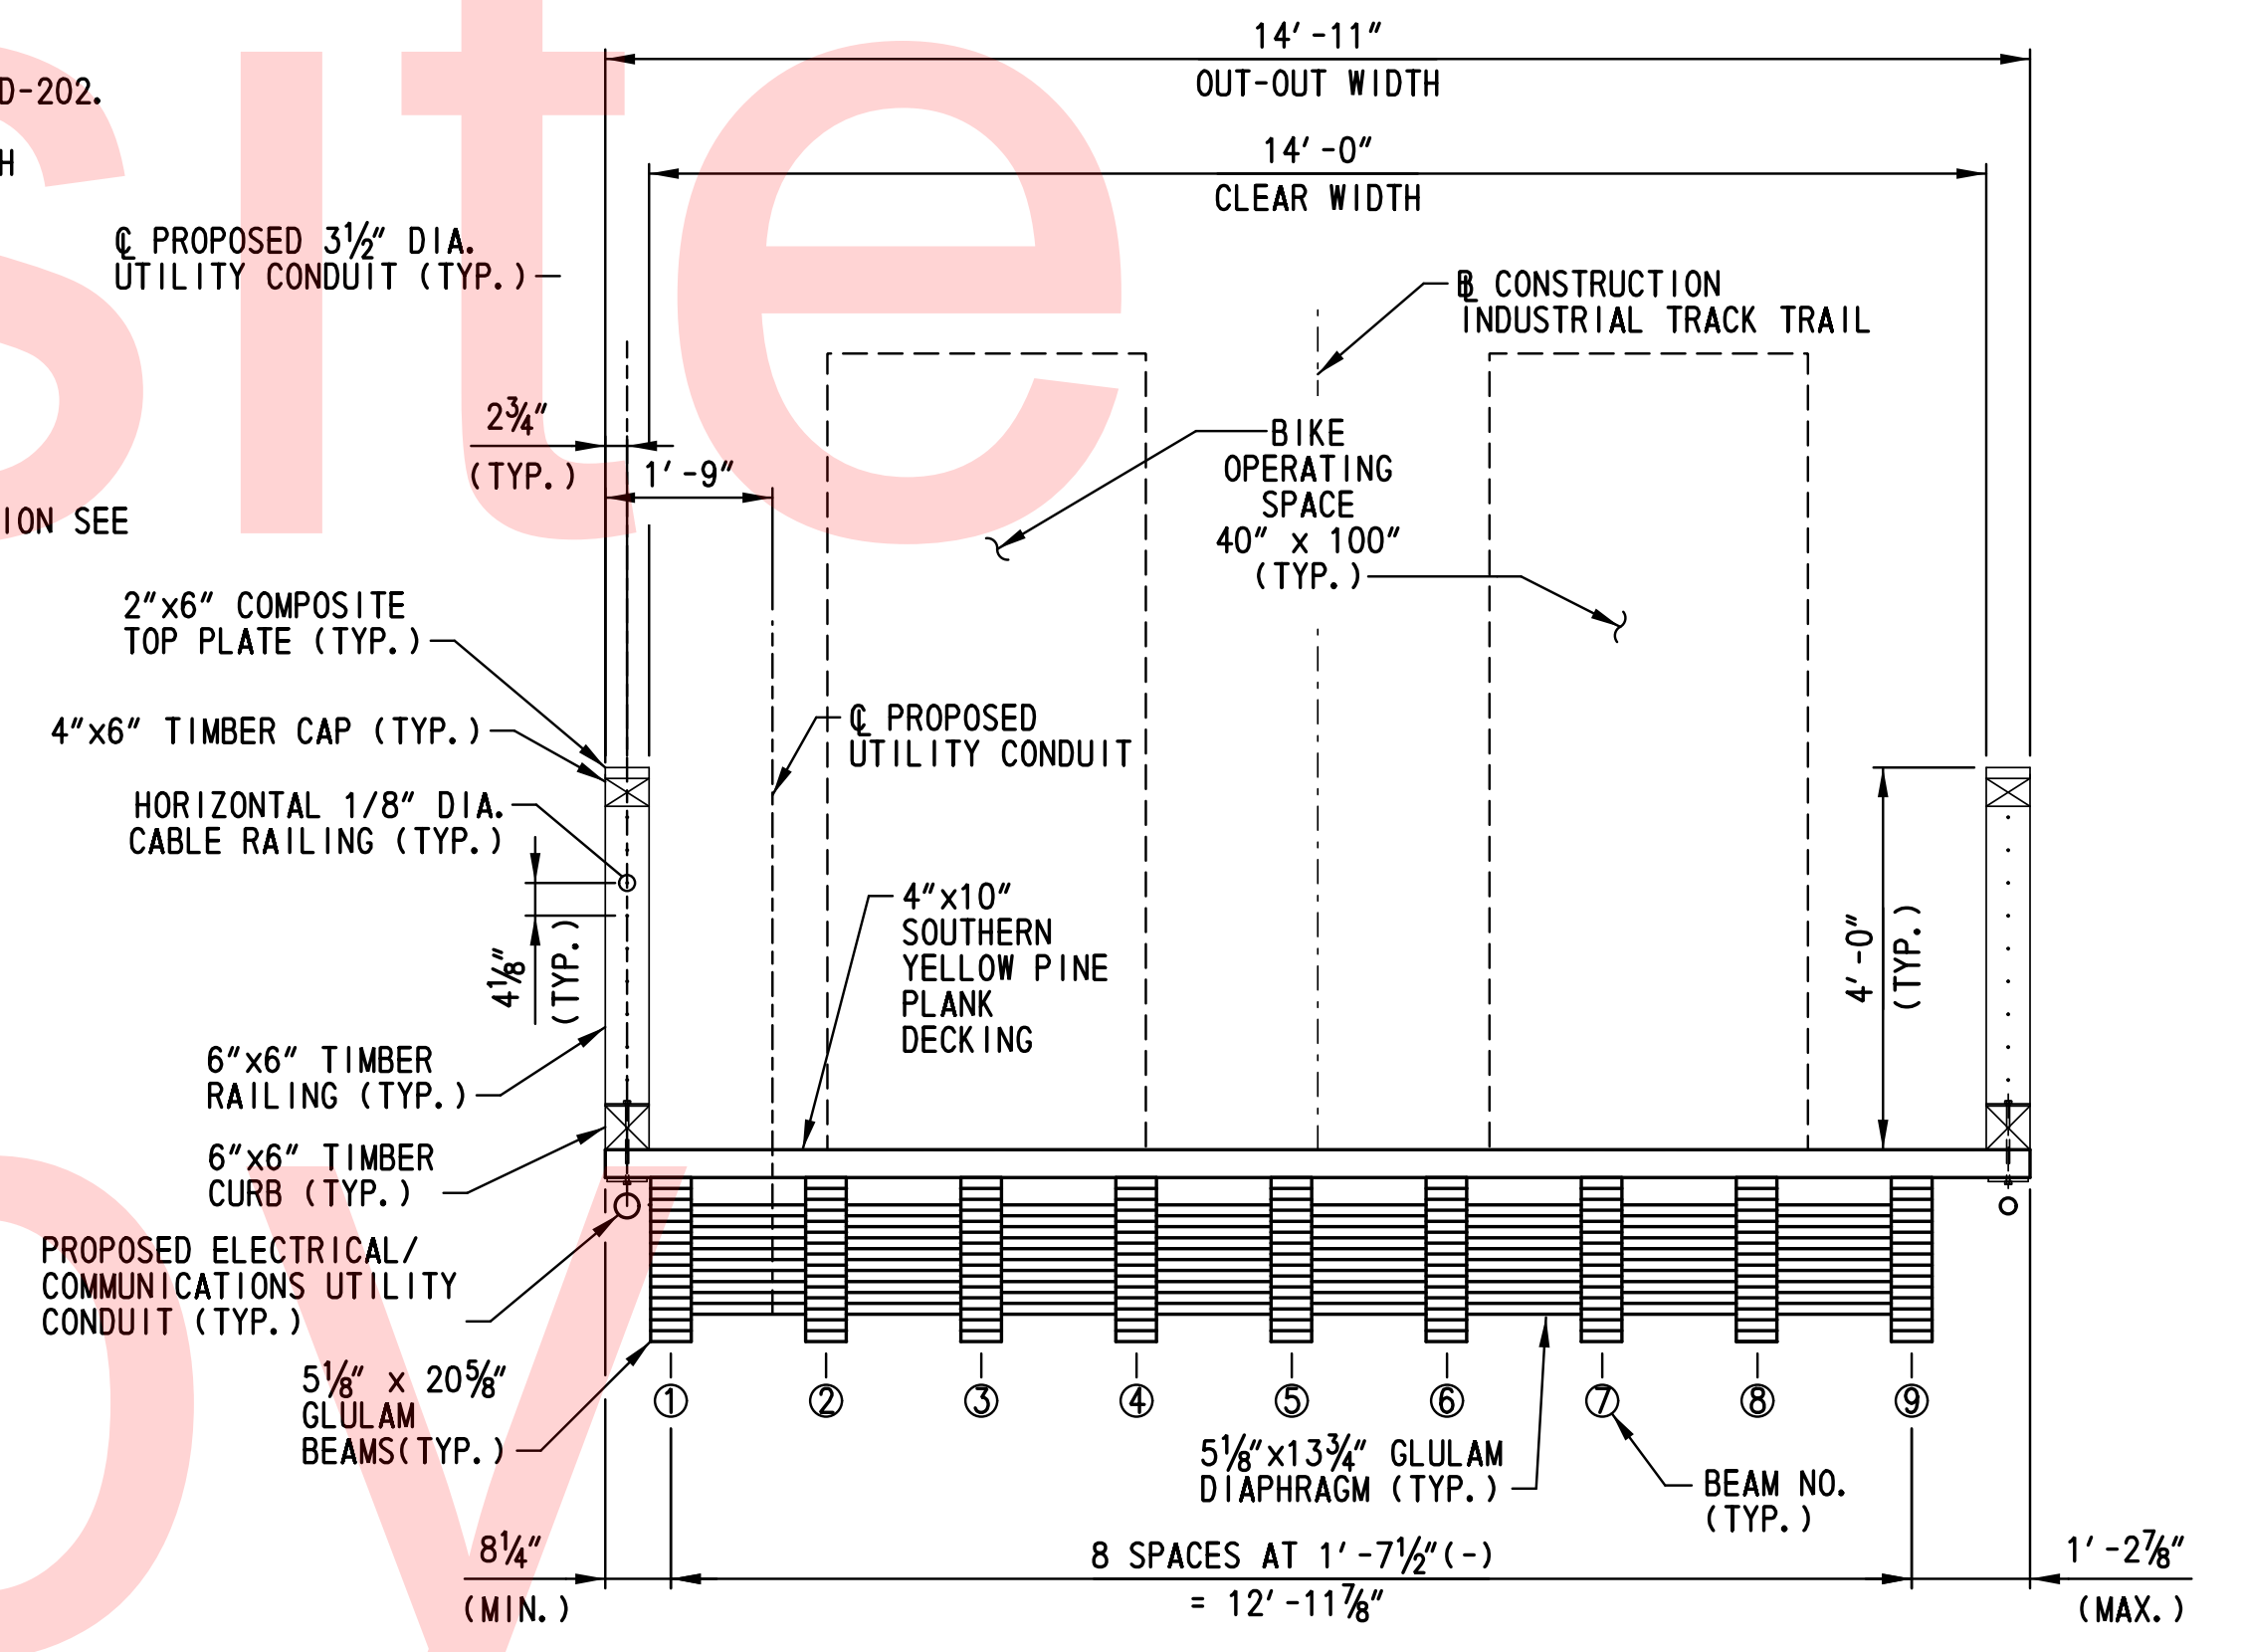 site
ov
14'-11"
OUT-OUT WIDTH
D-202.
14'-0"
CLEAR WIDTH
H
℄ PROPOSED 3½" DIA.
UTILITY CONDUIT (TYP.)
BL CONSTRUCTION
INDUSTRIAL TRACK TRAIL
2¾"
(TYP.)
1'-9"
BIKE
OPERATING
SPACE
40" x 100"
(TYP.)
ION SEE
2"x6" COMPOSITE
TOP PLATE (TYP.)
4"x6" TIMBER CAP (TYP.)
℄ PROPOSED
UTILITY CONDUIT
HORIZONTAL 1/8" DIA.
CABLE RAILING (TYP.)
4⅛"
(TYP.)
4"x10"
SOUTHERN
YELLOW PINE
PLANK
DECKING
4'-0"
(TYP.)
6"x6" TIMBER
RAILING (TYP.)
6"x6" TIMBER
CURB (TYP.)
PROPOSED ELECTRICAL/
COMMUNICATIONS UTILITY
CONDUIT (TYP.)
5⅛" x 20⅝"
GLULAM
BEAMS(TYP.)
1 2 3 4 5 6 7 8 9
5⅛"x13¾" GLULAM
DIAPHRAGM (TYP.)
BEAM NO.
(TYP.)
8¼"
(MIN.)
8 SPACES AT 1'-7½"(-)
= 12'-11⅞"
1'-2⅞"
(MAX.)